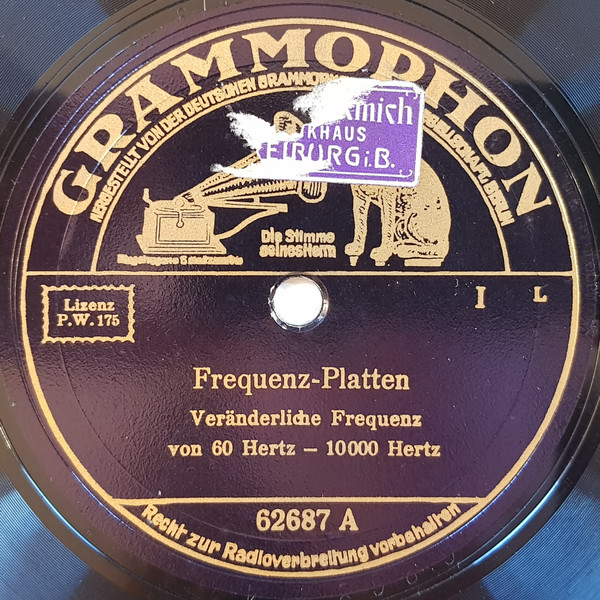 GRAMMOPHON
HERGESTELLT VON DER DEUTSCHEN GRAMMOPHON GESELLSCHAFT BERLIN
KHAUS
i.B.
Die Stimme
seines Herrn
Lizenz
P.W. 175
I L
Frequenz-Platten
Veränderliche Frequenz
von 60 Hertz – 10000 Hertz
62687 A
Recht zur Radioverbreitung vorbehalten